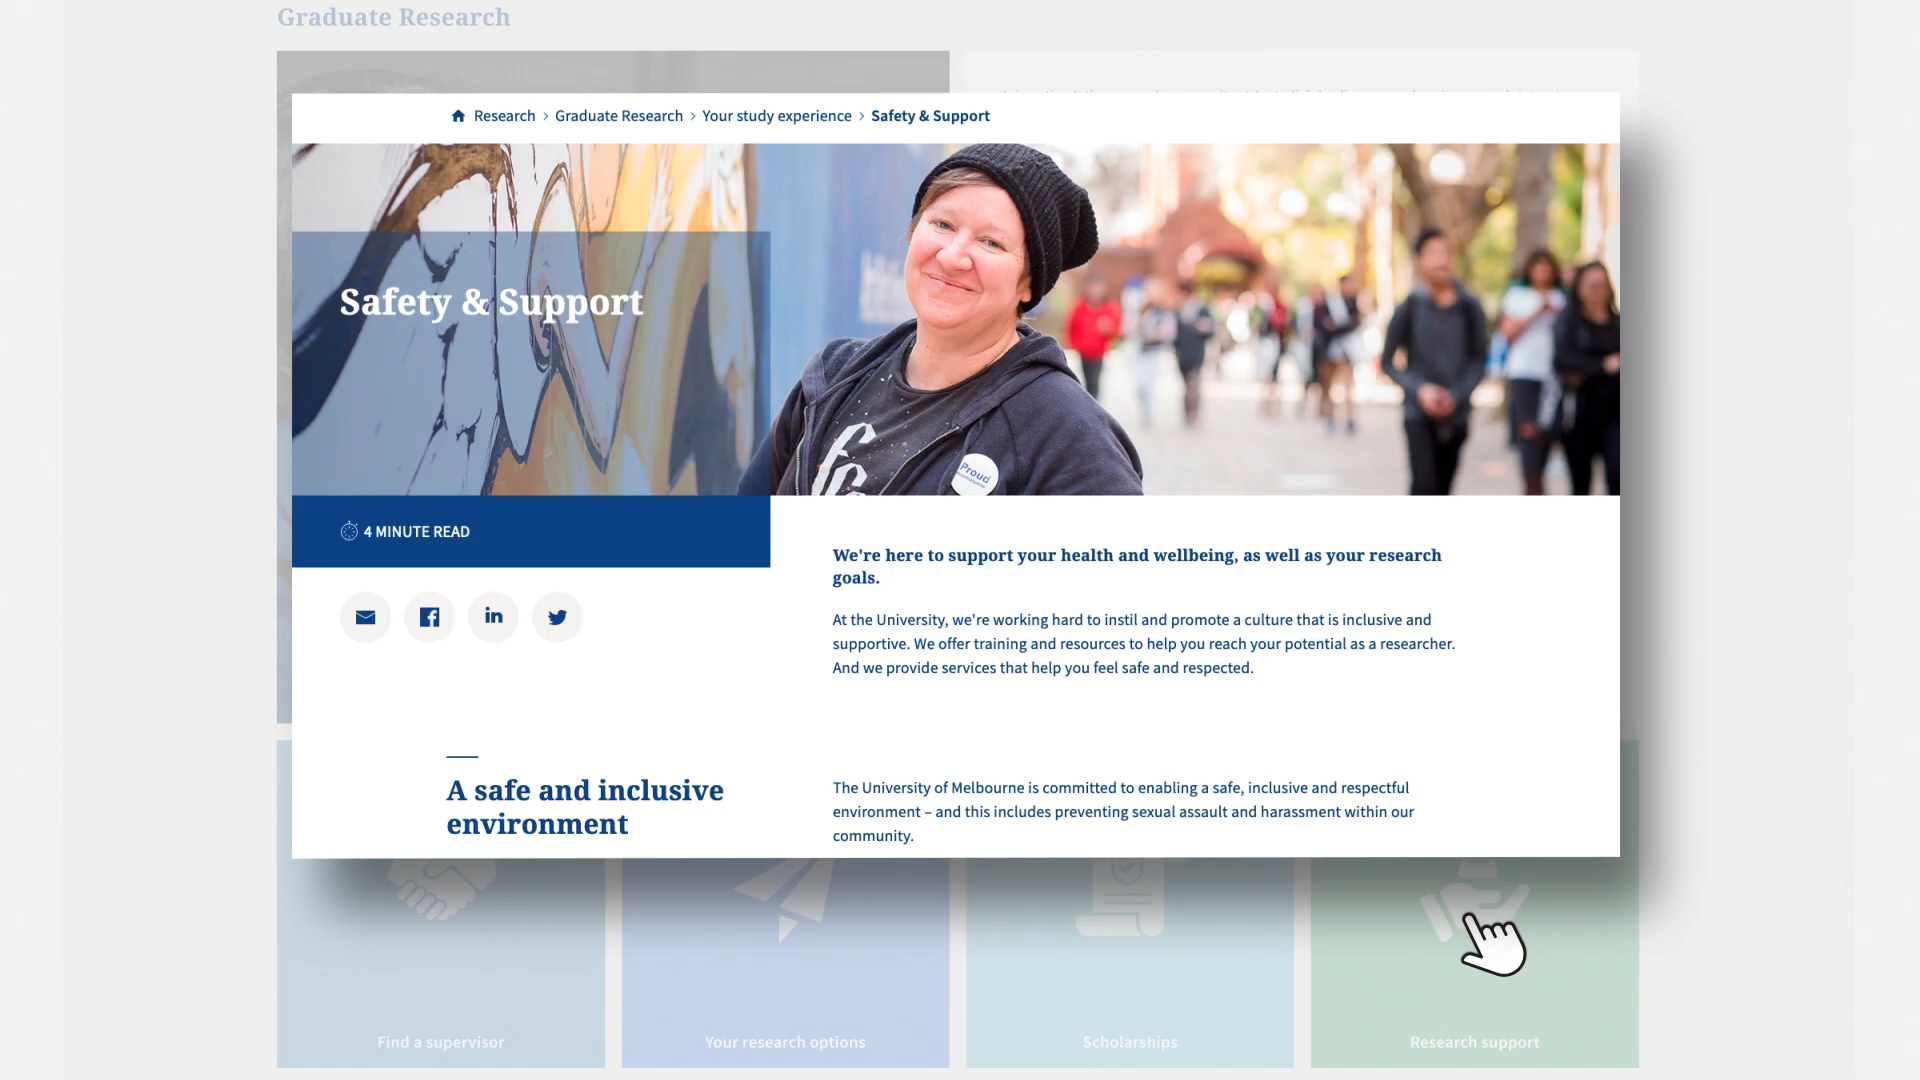 Graduate Research
Research > Graduate Research > Your study experience > Safety & Support
Safety & Support
Proud
4 MINUTE READ
We're here to support your health and wellbeing, as well as your research
goals.
At the University, we're working hard to instil and promote a culture that is inclusive and
supportive. We offer training and resources to help you reach your potential as a researcher.
And we provide services that help you feel safe and respected.
A safe and inclusive
environment
The University of Melbourne is committed to enabling a safe, inclusive and respectful
environment – and this includes preventing sexual assault and harassment within our
community.
Find a supervisor
Your research options
Scholarships
Research support